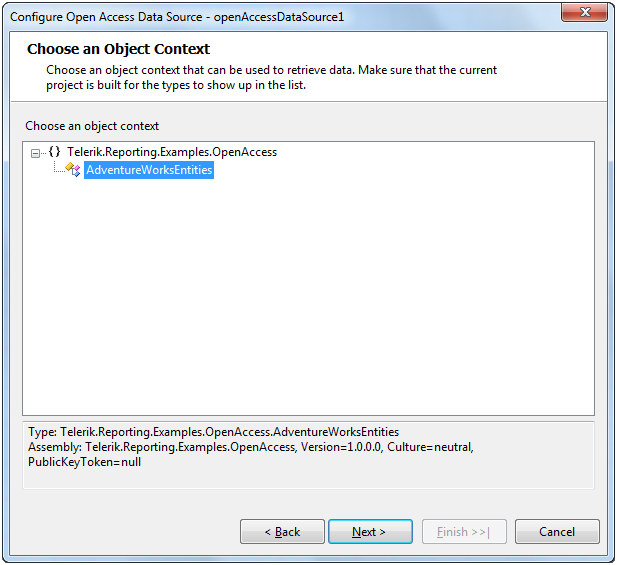 Configure Open Access Data Source - openAccessDataSource1
Choose an Object Context
Choose an object context that can be used to retrieve data. Make sure that the current
project is built for the types to show up in the list.
Choose an object context
{} Telerik.Reporting.Examples.OpenAccess
AdventureWorksEntities
Type: Telerik.Reporting.Examples.OpenAccess.AdventureWorksEntities
Assembly: Telerik.Reporting.Examples.OpenAccess, Version=1.0.0.0, Culture=neutral,
PublicKeyToken=null
< Back Next > Finish >>| Cancel